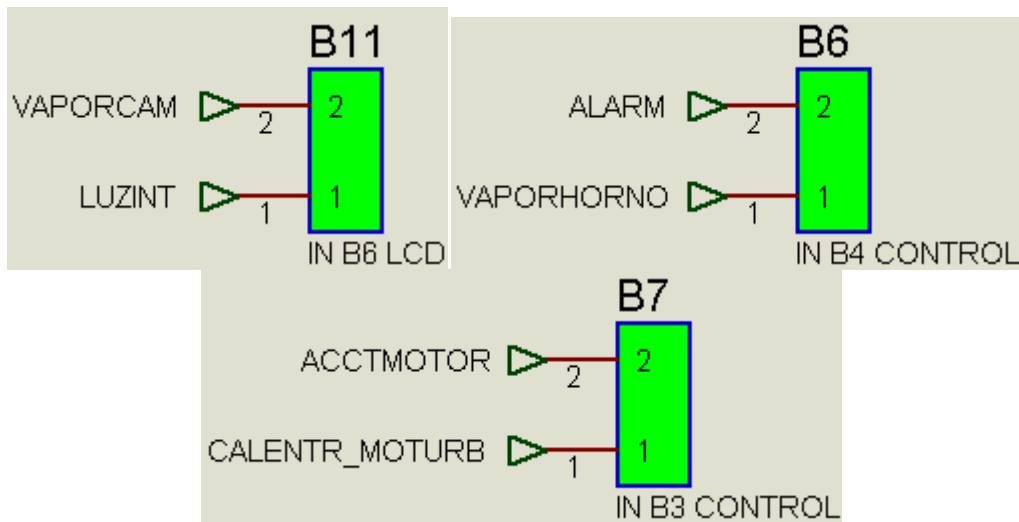 B11
VAPORCAM 2 2
LUZINT 1 1
IN B6 LCD
B6
ALARM 2 2
VAPORHORNO 1 1
IN B4 CONTROL
B7
ACCTMOTOR 2 2
CALENTR_MOTURB 1 1
IN B3 CONTROL